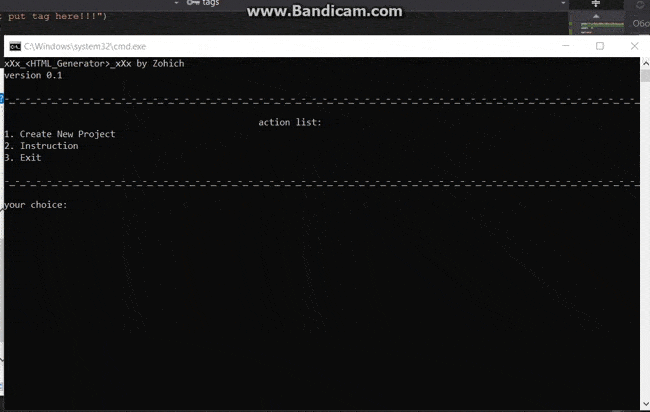 tags
t put tag here!!!")
www.Bandicam.com
Обо
C:\Windows\system32\cmd.exe
xXx_<HTML_Generator>_xXx by Zohich
version 0.1
action list:
1. Create New Project
2. Instruction
3. Exit
your choice: